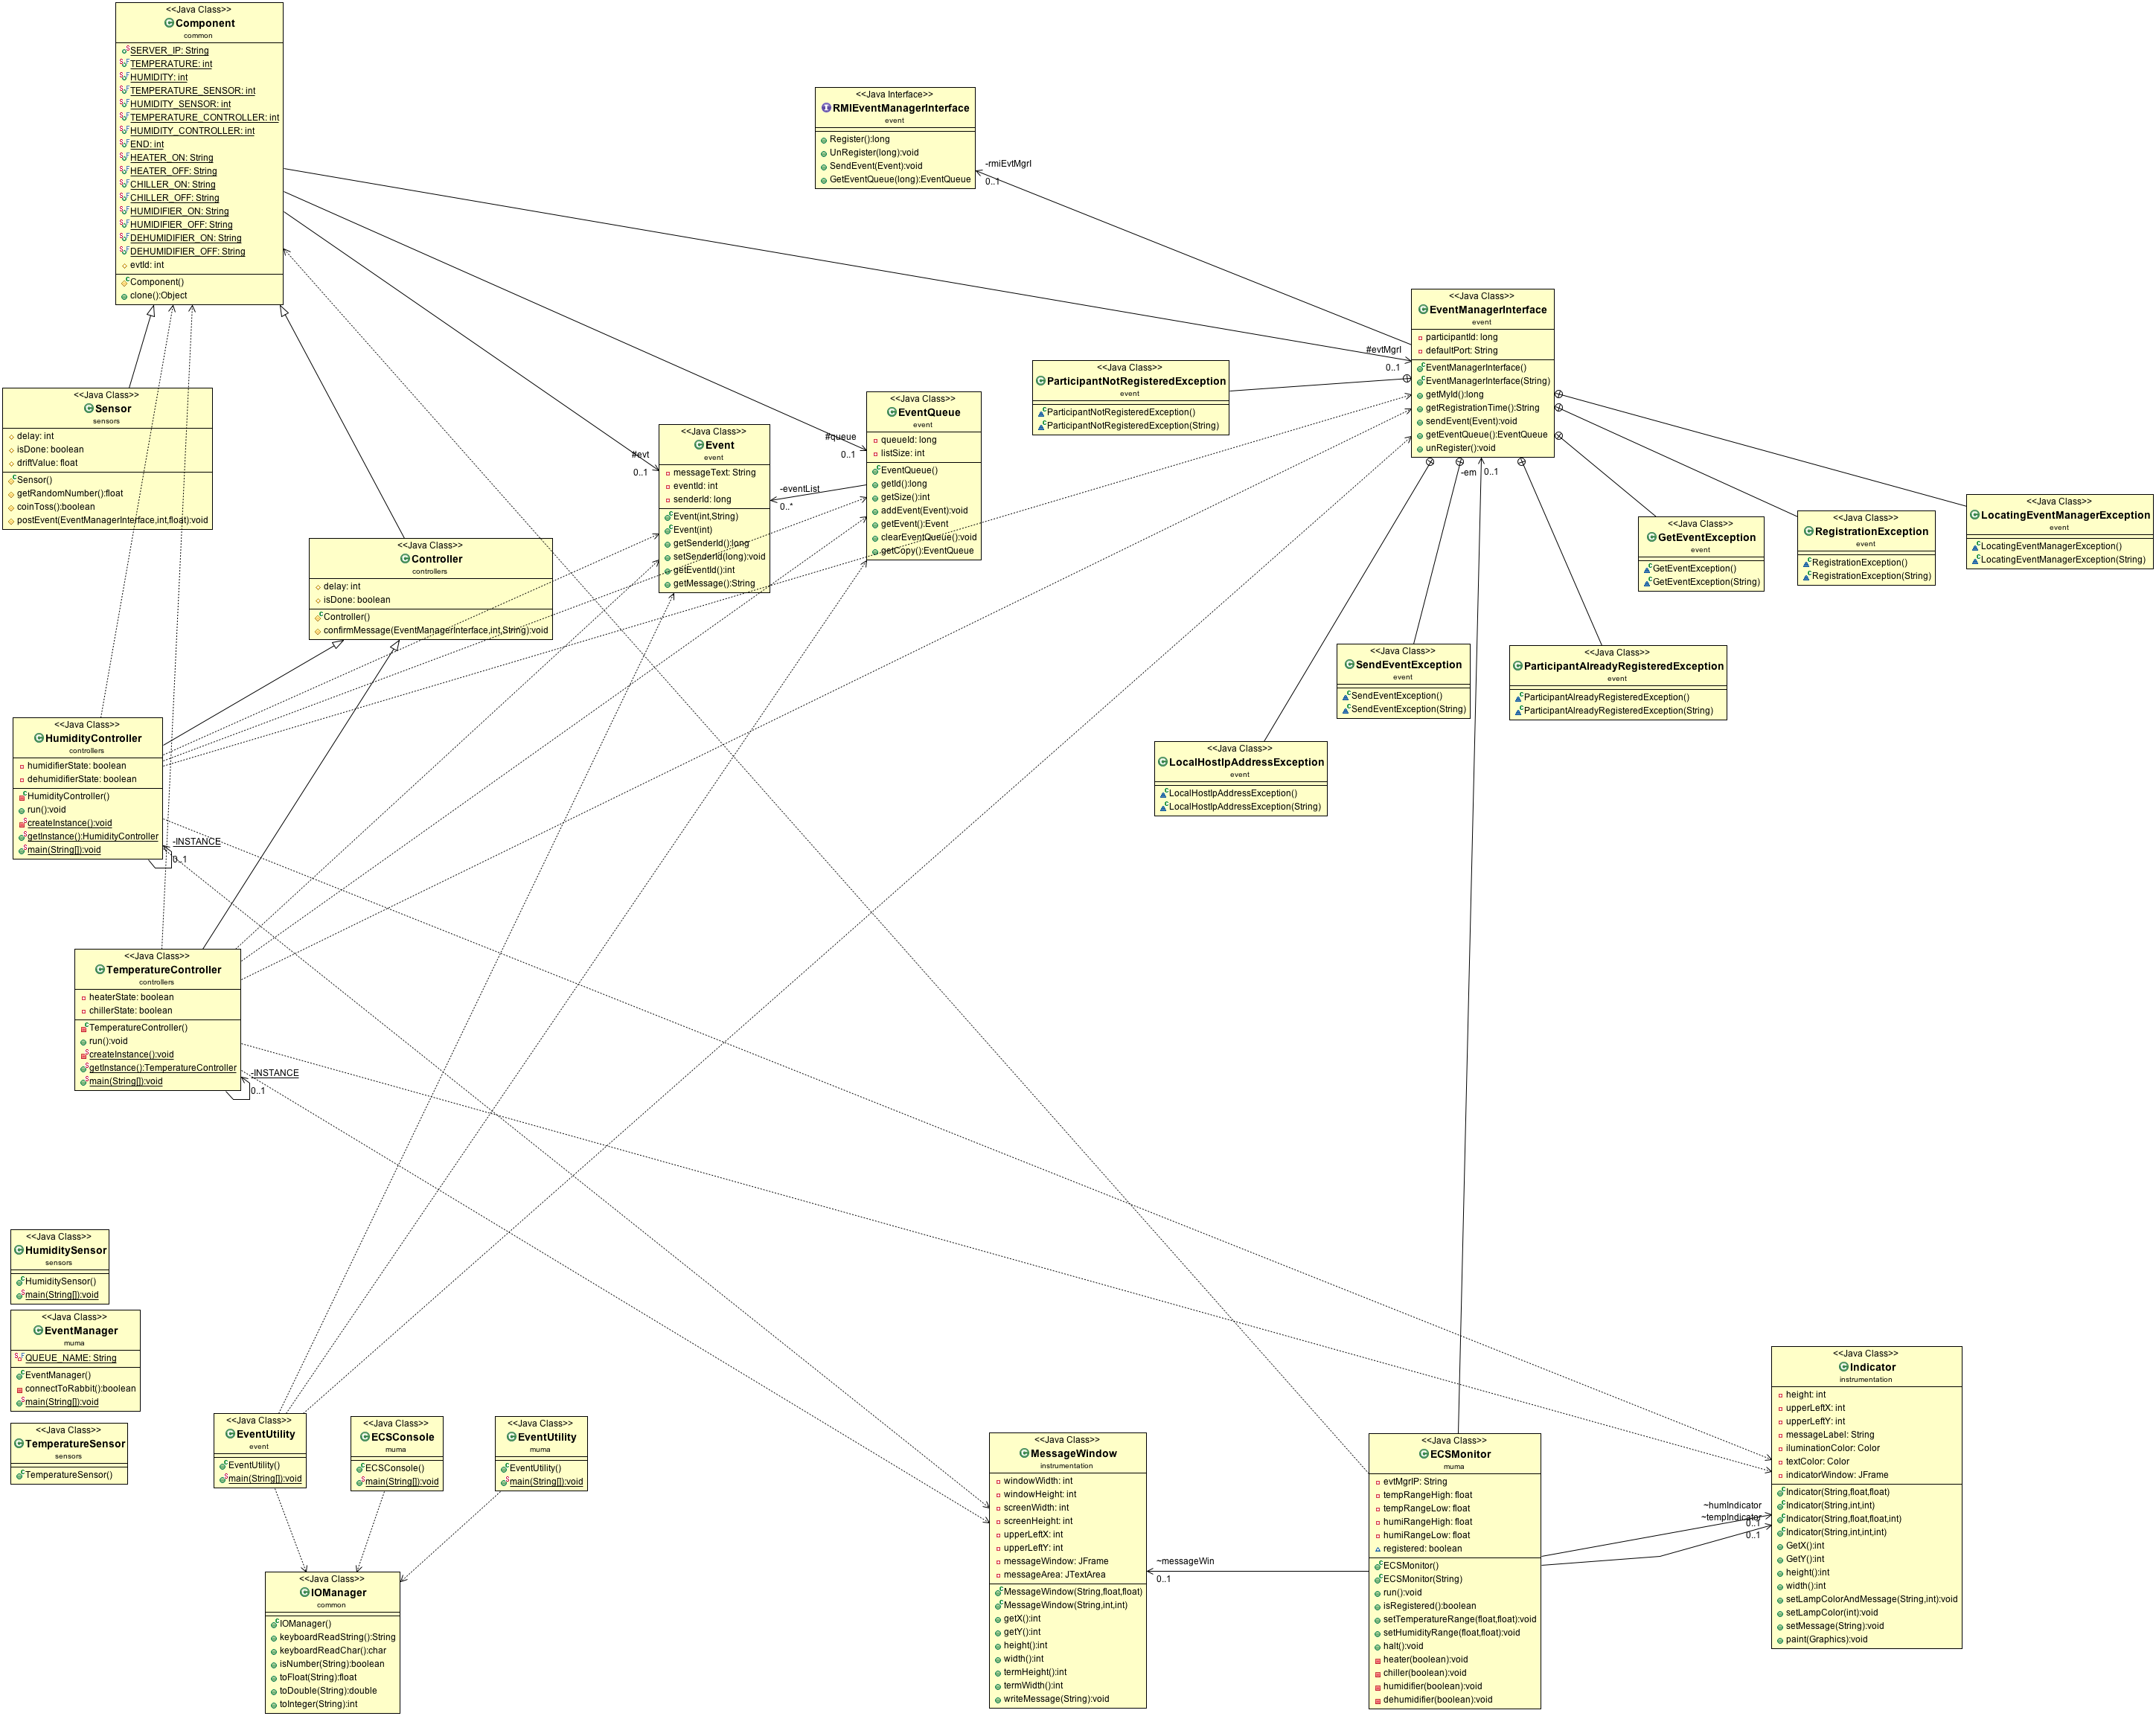 <<Java Class>>
Component
common
SERVER_IP: String
TEMPERATURE: int
HUMIDITY: int
TEMPERATURE_SENSOR: int
HUMIDITY_SENSOR: int
TEMPERATURE_CONTROLLER: int
HUMIDITY_CONTROLLER: int
END: int
HEATER_ON: String
HEATER_OFF: String
CHILLER_ON: String
CHILLER_OFF: String
HUMIDIFIER_ON: String
HUMIDIFIER_OFF: String
DEHUMIDIFIER_ON: String
DEHUMIDIFIER_OFF: String
evtId: int
Component()
clone():Object
<<Java Interface>>
RMIEventManagerInterface
event
Register():long
UnRegister(long):void
SendEvent(Event):void
GetEventQueue(long):EventQueue
-rmiEvtMgrI
0..1
<<Java Class>>
EventManagerInterface
event
participantId: long
defaultPort: String
EventManagerInterface()
EventManagerInterface(String)
getMyId():long
getRegistrationTime():String
sendEvent(Event):void
getEventQueue():EventQueue
unRegister():void
#evtMgrI
0..1
-em
0..1
<<Java Class>>
ParticipantNotRegisteredException
event
ParticipantNotRegisteredException()
ParticipantNotRegisteredException(String)
<<Java Class>>
Sensor
sensors
delay: int
isDone: boolean
driftValue: float
Sensor()
getRandomNumber():float
coinToss():boolean
postEvent(EventManagerInterface,int,float):void
<<Java Class>>
EventQueue
event
queueId: long
listSize: int
EventQueue()
getId():long
getSize():int
addEvent(Event):void
getEvent():Event
clearEventQueue():void
getCopy():EventQueue
#queue
0..1
<<Java Class>>
Event
event
messageText: String
eventId: int
senderId: long
Event(int,String)
Event(int)
getSenderId():long
setSenderId(long):void
getEventId():int
getMessage():String
#evt
0..1
-eventList
0..*
<<Java Class>>
Controller
controllers
delay: int
isDone: boolean
Controller()
confirmMessage(EventManagerInterface,int,String):void
<<Java Class>>
LocatingEventManagerException
event
LocatingEventManagerException()
LocatingEventManagerException(String)
<<Java Class>>
RegistrationException
event
RegistrationException()
RegistrationException(String)
<<Java Class>>
GetEventException
event
GetEventException()
GetEventException(String)
<<Java Class>>
SendEventException
event
SendEventException()
SendEventException(String)
<<Java Class>>
ParticipantAlreadyRegisteredException
event
ParticipantAlreadyRegisteredException()
ParticipantAlreadyRegisteredException(String)
<<Java Class>>
LocalHostIpAddressException
event
LocalHostIpAddressException()
LocalHostIpAddressException(String)
<<Java Class>>
HumidityController
controllers
humidifierState: boolean
dehumidifierState: boolean
HumidityController()
run():void
createInstance():void
getInstance():HumidityController
main(String[]):void
-INSTANCE
0..1
<<Java Class>>
TemperatureController
controllers
heaterState: boolean
chillerState: boolean
TemperatureController()
run():void
createInstance():void
getInstance():TemperatureController
main(String[]):void
-INSTANCE
0..1
<<Java Class>>
HumiditySensor
sensors
HumiditySensor()
main(String[]):void
<<Java Class>>
EventManager
muma
QUEUE_NAME: String
EventManager()
connectToRabbit():boolean
main(String[]):void
<<Java Class>>
TemperatureSensor
sensors
TemperatureSensor()
<<Java Class>>
EventUtility
event
EventUtility()
main(String[]):void
<<Java Class>>
ECSConsole
muma
ECSConsole()
main(String[]):void
<<Java Class>>
EventUtility
muma
EventUtility()
main(String[]):void
<<Java Class>>
IOManager
common
IOManager()
keyboardReadString():String
keyboardReadChar():char
isNumber(String):boolean
toFloat(String):float
toDouble(String):double
toInteger(String):int
<<Java Class>>
MessageWindow
instrumentation
windowWidth: int
windowHeight: int
screenWidth: int
screenHeight: int
upperLeftX: int
upperLeftY: int
messageWindow: JFrame
messageArea: JTextArea
MessageWindow(String,float,float)
MessageWindow(String,int,int)
getX():int
getY():int
height():int
width():int
termHeight():int
termWidth():int
writeMessage(String):void
~messageWin
0..1
<<Java Class>>
ECSMonitor
muma
evtMgrIP: String
tempRangeHigh: float
tempRangeLow: float
humiRangeHigh: float
humiRangeLow: float
registered: boolean
ECSMonitor()
ECSMonitor(String)
run():void
isRegistered():boolean
setTemperatureRange(float,float):void
setHumidityRange(float,float):void
halt():void
heater(boolean):void
chiller(boolean):void
humidifier(boolean):void
dehumidifier(boolean):void
~humIndicator
0..1
~tempIndicator
0..1
<<Java Class>>
Indicator
instrumentation
height: int
upperLeftX: int
upperLeftY: int
messageLabel: String
iluminationColor: Color
textColor: Color
indicatorWindow: JFrame
Indicator(String,float,float)
Indicator(String,int,int)
Indicator(String,float,float,int)
Indicator(String,int,int,int)
GetX():int
GetY():int
height():int
width():int
setLampColorAndMessage(String,int):void
setLampColor(int):void
setMessage(String):void
paint(Graphics):void